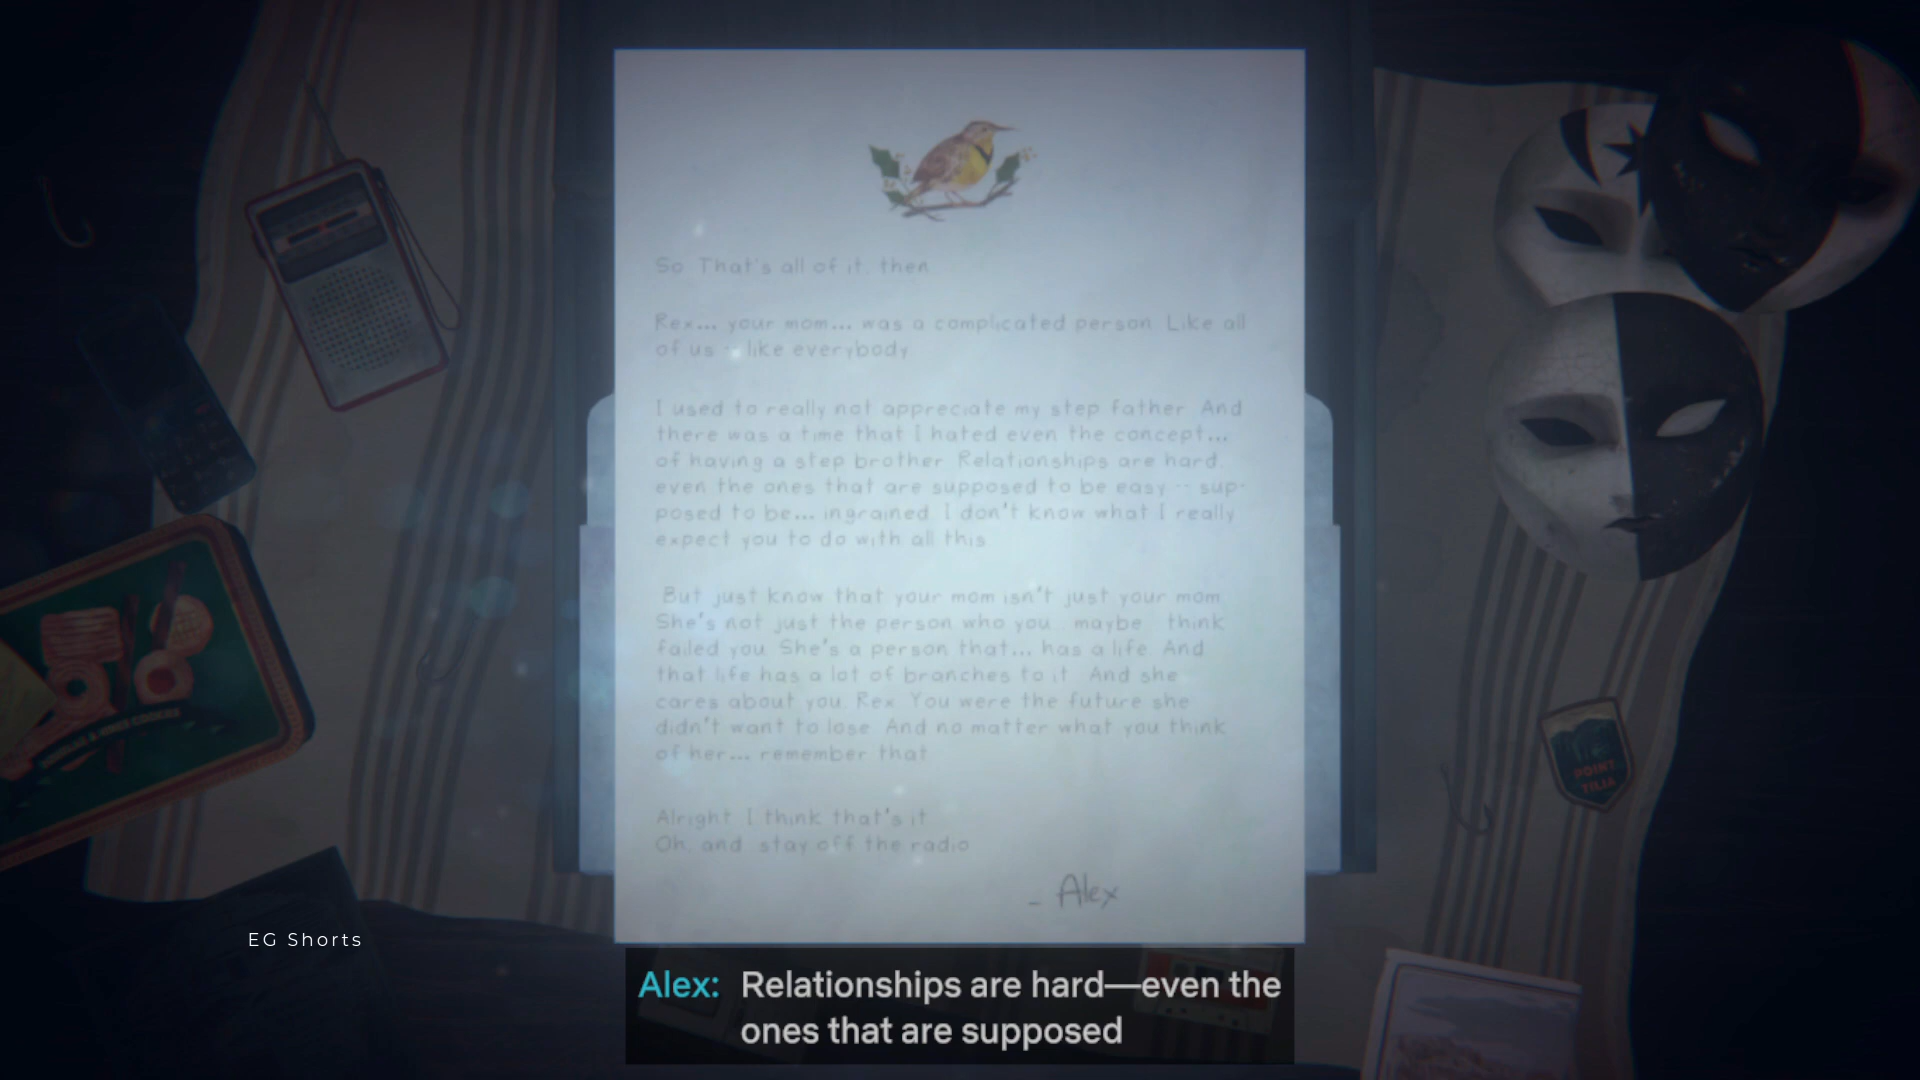 So. That's all of it, then.
Rex... your mom... was a complicated person. Like all
of us -- like everybody.
I used to really not appreciate my step father. And
there was a time that I hated even the concept...
of having a step brother. Relationships are hard,
even the ones that are supposed to be easy -- sup-
posed to be... ingrained. I don't know what I really
expect you to do with all this.
But just know that your mom isn't just your mom.
She's not just the person who you, maybe, think
failed you. She's a person that... has a life. And
that life has a lot of branches to it. And she
cares about you, Rex. You were the future she
didn't want to lose. And no matter what you think
of her... remember that.
Alright. I think that's it.
Oh, and, stay off the radio.
- Alex
POINT
TILIA
EG Shorts
Alex: Relationships are hard—even the
ones that are supposed